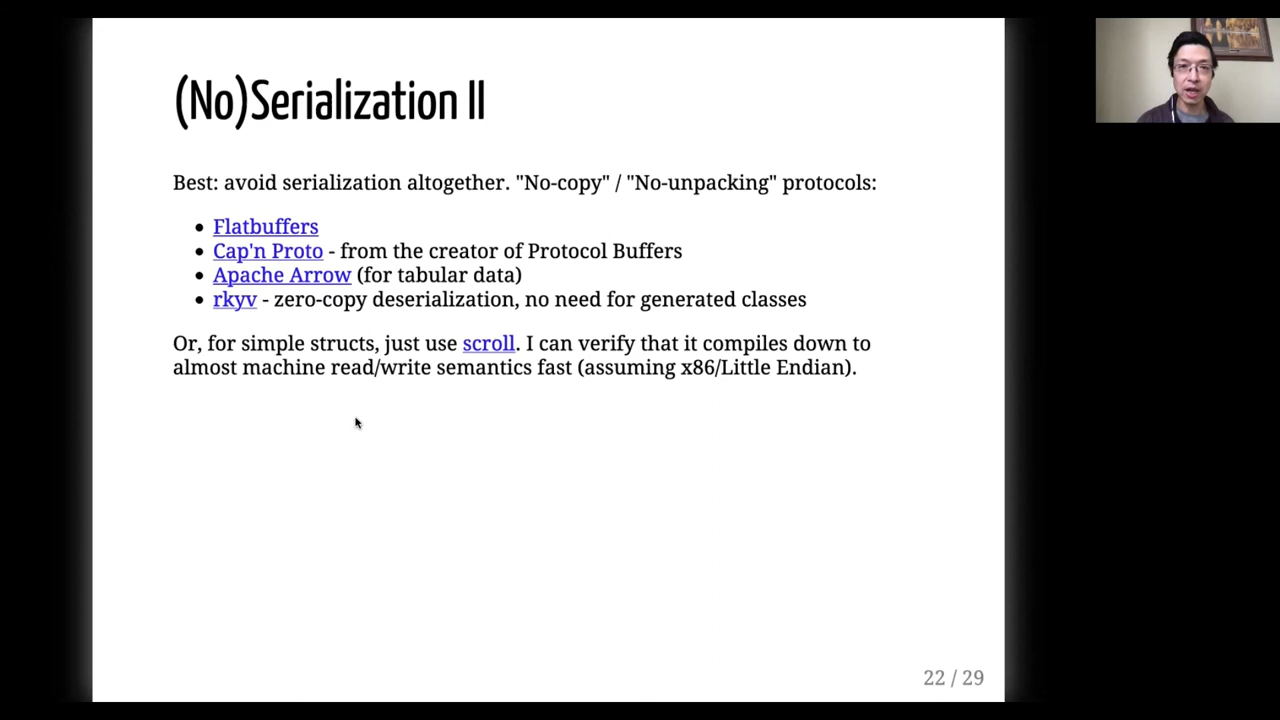 (No)Serialization II
Best: avoid serialization altogether. "No-copy" / "No-unpacking" protocols:
• Flatbuffers
• Cap'n Proto - from the creator of Protocol Buffers
• Apache Arrow (for tabular data)
• rkyv - zero-copy deserialization, no need for generated classes
Or, for simple structs, just use scroll. I can verify that it compiles down to
almost machine read/write semantics fast (assuming x86/Little Endian).
22 / 29